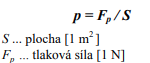 p = Fₚ / S
S ... plocha [1 m²]
Fₚ ... tlaková síla [1 N]